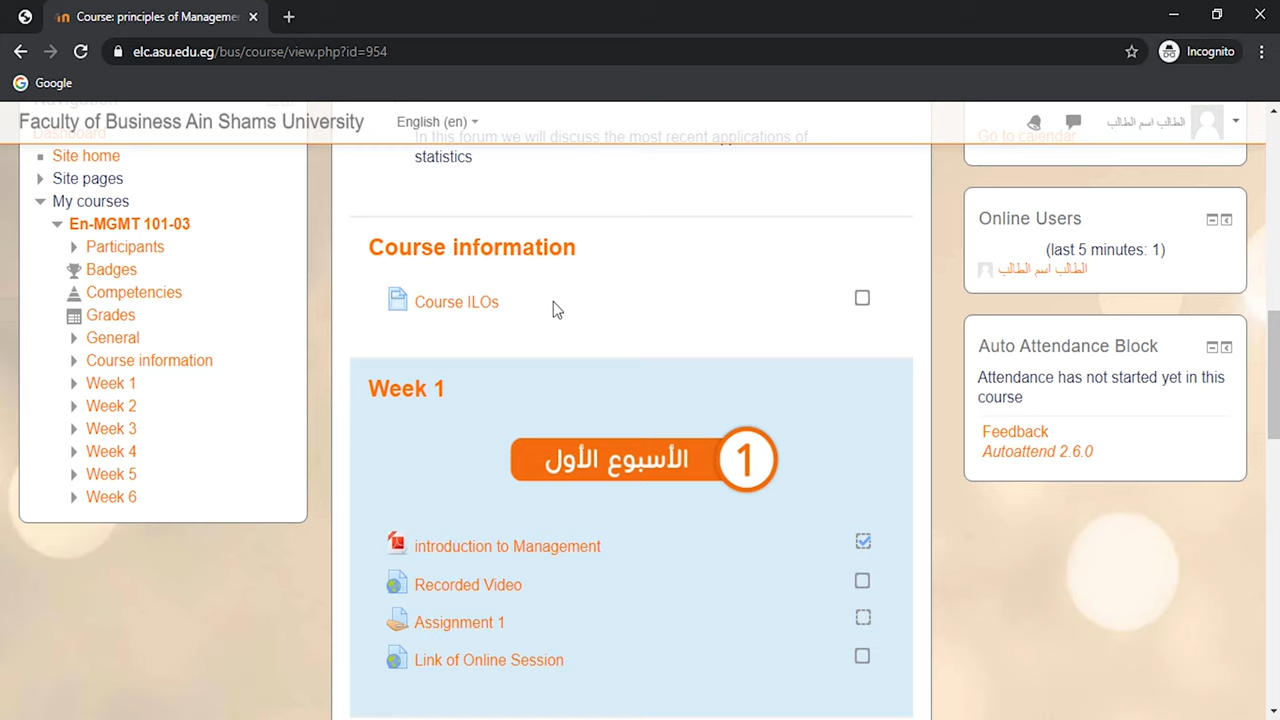 Course: principles of Manageme
elc.asu.edu.eg/bus/course/view.php?id=954
Incognito
Google
Navigation
Faculty of Business Ain Shams University
English (en)
الطالب اسم الطالب
Dashboard
Site home
Site pages
My courses
En-MGMT 101-03
Participants
Badges
Competencies
Grades
General
Course information
Week 1
Week 2
Week 3
Week 4
Week 5
Week 6
In this forum we will discuss the most recent applications of
statistics
Course information
Course ILOs
Week 1
الأسبوع الأول 1
introduction to Management
Recorded Video
Assignment 1
Link of Online Session
Go to calendar...
Online Users
(last 5 minutes: 1)
الطالب اسم الطالب
Auto Attendance Block
Attendance has not started yet in this
course
Feedback
Autoattend 2.6.0